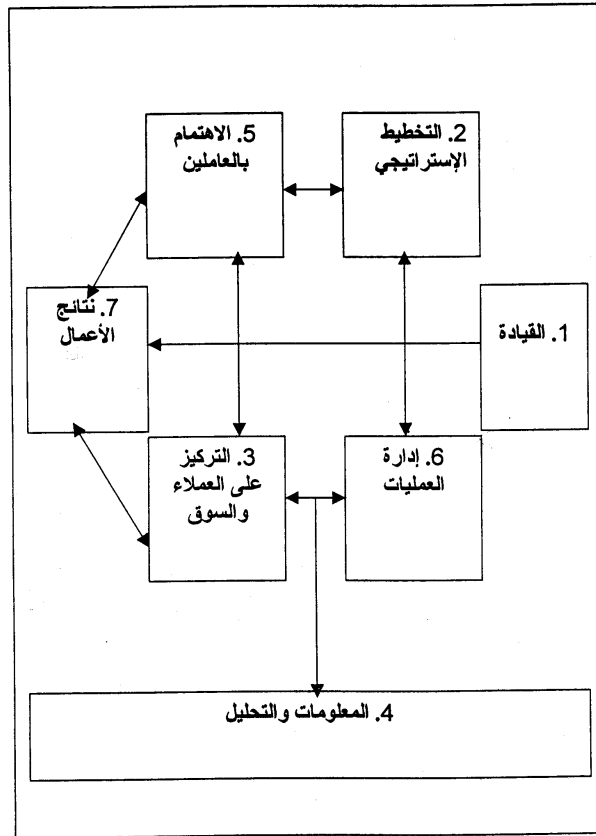 2. التخطيط
الإستراتيجي
5. الاهتمام
بالعاملين
1. القيادة
7. نتائج
الأعمال
6. إدارة
العمليات
3. التركيز
على العملاء
والسوق
4. المعلومات والتحليل